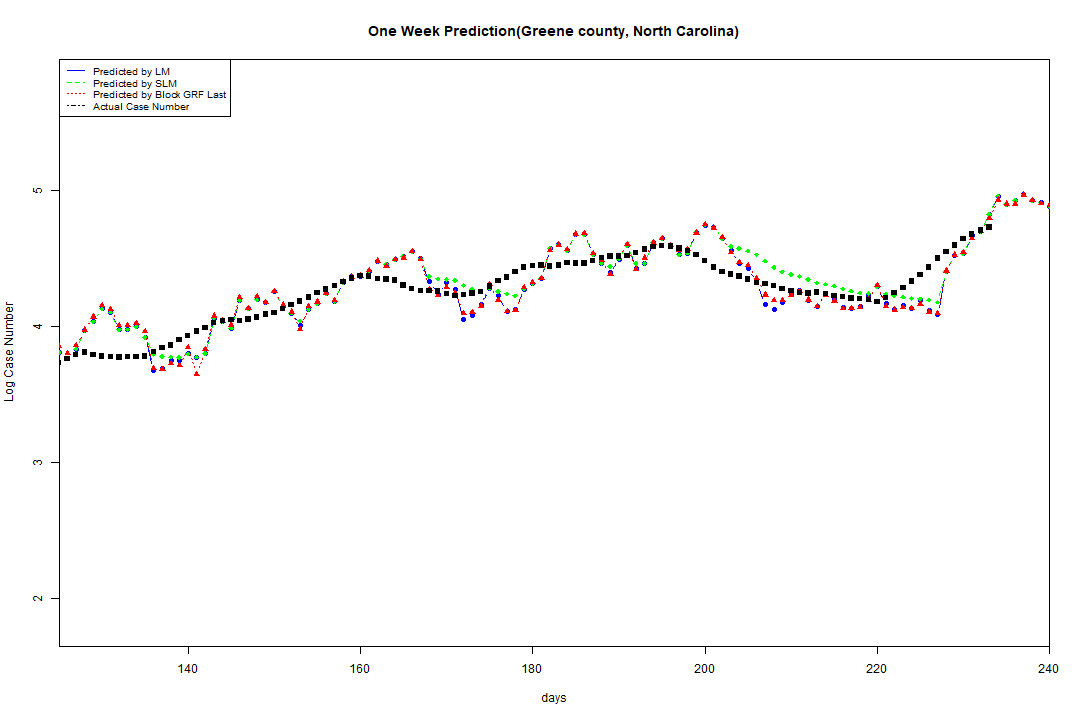 One Week Prediction(Greene county, North Carolina)
Predicted by LM
Predicted by SLM
Predicted by Block GRF Last
Actual Case Number
Log Case Number
5
4
3
2
140 160 180 200 220 240
days